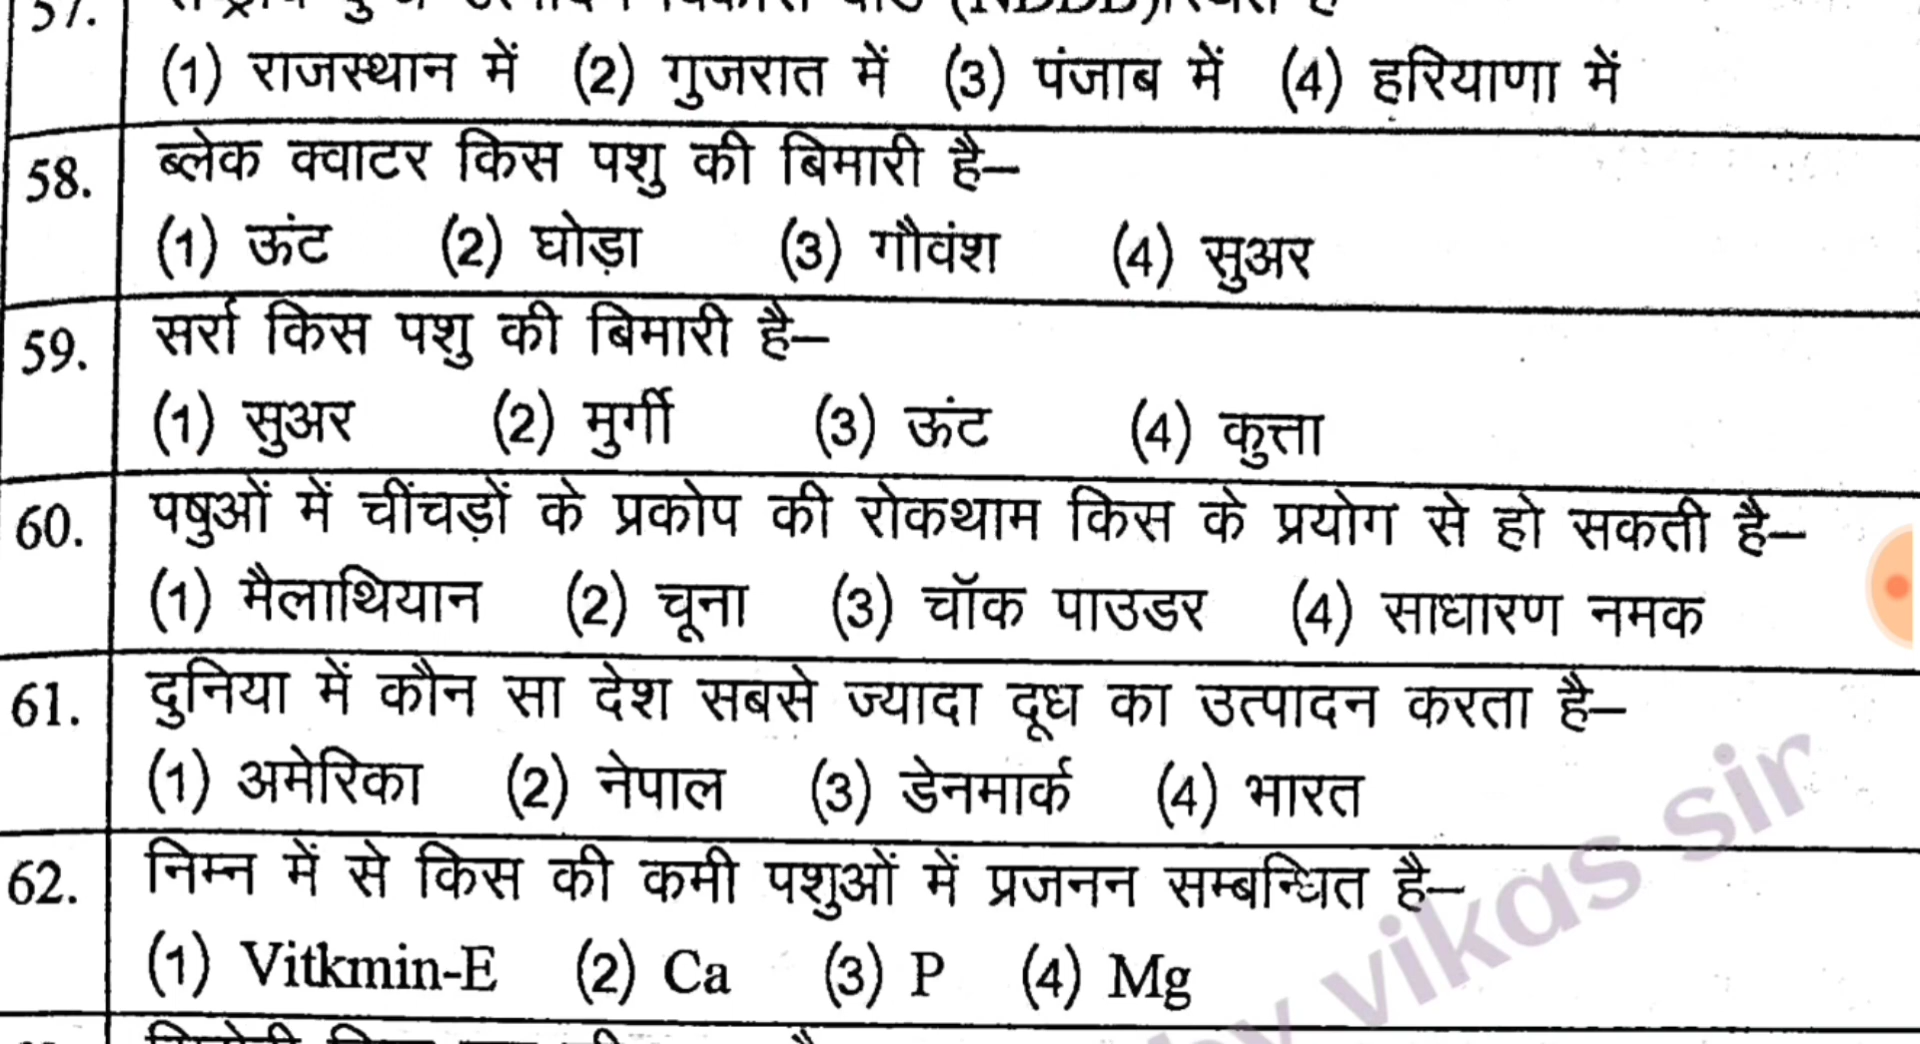 57.
(NDDB)
(1) राजस्थान में (2) गुजरात में (3) पंजाब में (4) हरियाणा में
58. ब्लेक क्वाटर किस पशु की बिमारी है–
(1) ऊंट (2) घोड़ा (3) गौवंश (4) सुअर
59. सर्रा किस पशु की बिमारी है–
(1) सुअर (2) मुर्गी (3) ऊंट (4) कुत्ता
60. पषुओं में चींचड़ों के प्रकोप की रोकथाम किस के प्रयोग से हो सकती है–
(1) मैलाथियान (2) चूना (3) चॉक पाउडर (4) साधारण नमक
61. दुनिया में कौन सा देश सबसे ज्यादा दूध का उत्पादन करता है–
(1) अमेरिका (2) नेपाल (3) डेनमार्क (4) भारत
62. निम्न में से किस की कमी पशुओं में प्रजनन सम्बन्धित है–
(1) Vitkmin-E (2) Ca (3) P (4) Mg
by vikas sir